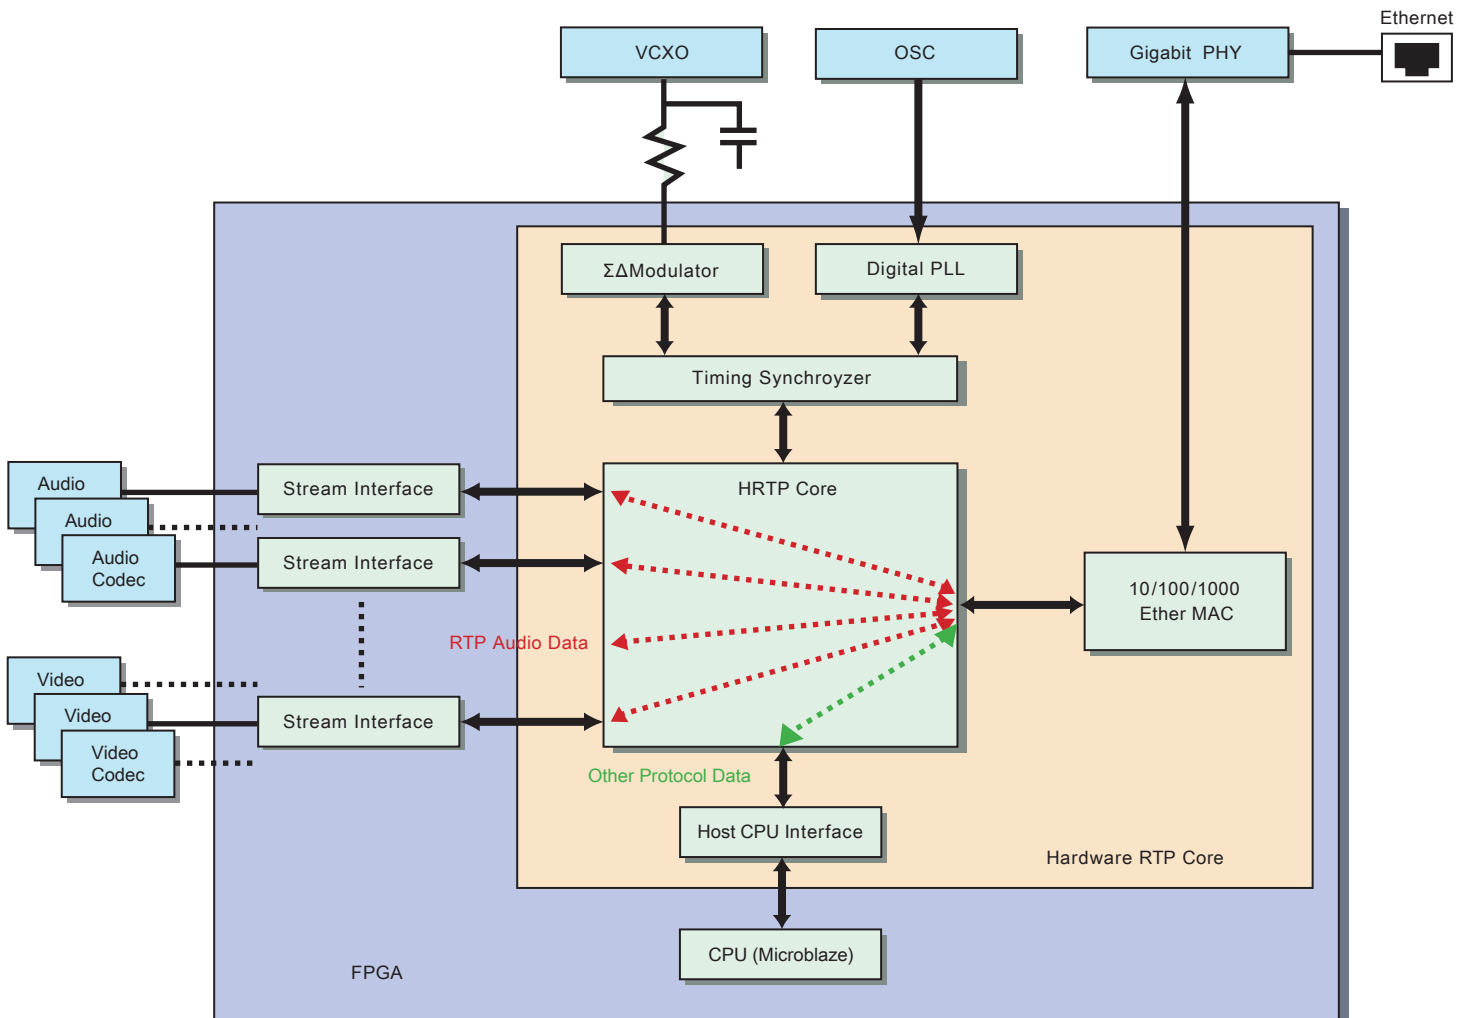 Ethernet
VCXO
OSC
Gigabit PHY
ΣΔModulator
Digital PLL
Timing Synchroyzer
Audio
Audio
Audio
Codec
Stream Interface
Stream Interface
HRTP Core
10/100/1000
Ether MAC
RTP Audio Data
Video
Video
Video
Codec
Stream Interface
Other Protocol Data
Host CPU Interface
Hardware RTP Core
CPU (Microblaze)
FPGA